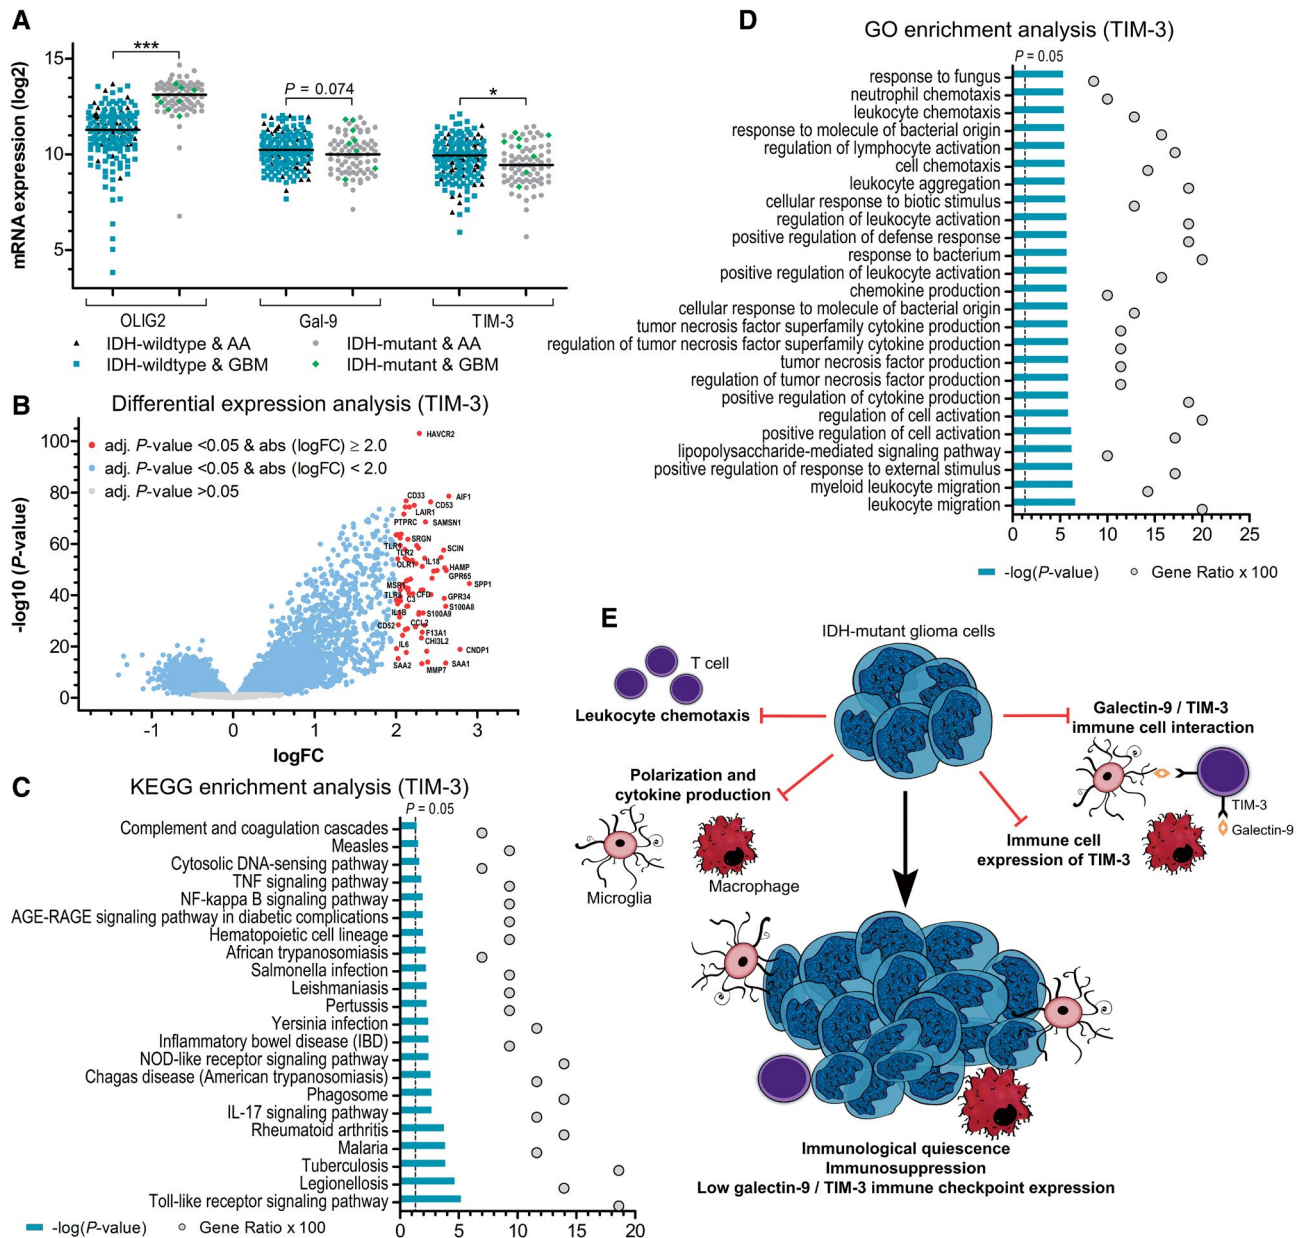 A
mRNA expression (log2)
15
10
5
***
P = 0.074
*
OLIG2
Gal-9
TIM-3
IDH-wildtype & AA
IDH-mutant & AA
IDH-wildtype & GBM
IDH-mutant & GBM
B
Differential expression analysis (TIM-3)
adj. P-value <0.05 & abs (logFC) ≥ 2.0
adj. P-value <0.05 & abs (logFC) < 2.0
adj. P-value >0.05
-log10 (P-value)
100
80
60
40
20
0
HAVCR2
CD33
AIF1
CD53
LAIR1
PTPRC
SAMSN1
SRGN
TLR1
TLR2
SCIN
OLR1
IL18
HAMP
GPR65
MSR1
SPP1
TLR8
C3
CFD
GPR34
S100A8
IL1B
S100A9
CD52
CCL2
F13A1
IL6
CHI3L2
CNDP1
SAA2
MMP7
SAA1
-1
0
1
2
3
logFC
C
KEGG enrichment analysis (TIM-3)
P = 0.05
Complement and coagulation cascades
Measles
Cytosolic DNA-sensing pathway
TNF signaling pathway
NF-kappa B signaling pathway
AGE-RAGE signaling pathway in diabetic complications
Hematopoietic cell lineage
African trypanosomiasis
Salmonella infection
Leishmaniasis
Pertussis
Yersinia infection
Inflammatory bowel disease (IBD)
NOD-like receptor signaling pathway
Chagas disease (American trypanosomiasis)
Phagosome
IL-17 signaling pathway
Rheumatoid arthritis
Malaria
Tuberculosis
Legionellosis
Toll-like receptor signaling pathway
0
5
10
15
20
-log(P-value)
Gene Ratio x 100
D
GO enrichment analysis (TIM-3)
P = 0.05
response to fungus
neutrophil chemotaxis
leukocyte chemotaxis
response to molecule of bacterial origin
regulation of lymphocyte activation
cell chemotaxis
leukocyte aggregation
cellular response to biotic stimulus
regulation of leukocyte activation
positive regulation of defense response
response to bacterium
positive regulation of leukocyte activation
chemokine production
cellular response to molecule of bacterial origin
tumor necrosis factor superfamily cytokine production
regulation of tumor necrosis factor superfamily cytokine production
tumor necrosis factor production
regulation of tumor necrosis factor production
positive regulation of cytokine production
regulation of cell activation
positive regulation of cell activation
lipopolysaccharide-mediated signaling pathway
positive regulation of response to external stimulus
myeloid leukocyte migration
leukocyte migration
0
5
10
15
20
25
-log(P-value)
Gene Ratio x 100
E
IDH-mutant glioma cells
T cell
Leukocyte chemotaxis
Galectin-9 / TIM-3
immune cell interaction
Polarization and
cytokine production
TIM-3
Galectin-9
Immune cell
expression of TIM-3
Microglia
Macrophage
Immunological quiescence
Immunosuppression
Low galectin-9 / TIM-3 immune checkpoint expression